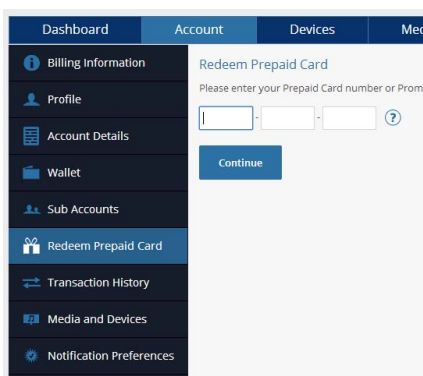 Dashboard Account Devices Med
Billing Information
Profile
Account Details
Wallet
Sub Accounts
Redeem Prepaid Card
Transaction History
Media and Devices
Notification Preferences
Redeem Prepaid Card
Please enter your Prepaid Card number or Prom
- - ?
Continue